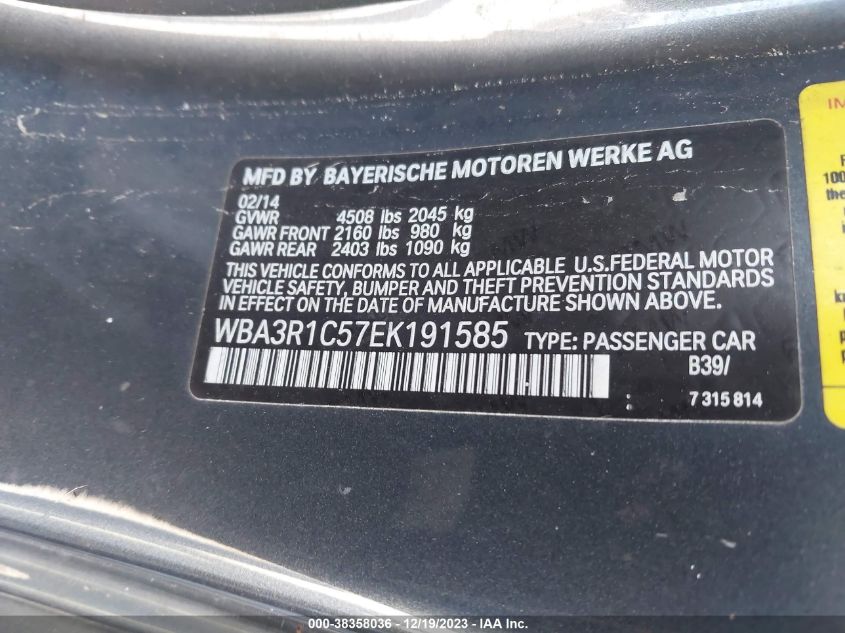 MFD BY BAYERISCHE MOTOREN WERKE AG
02/14
GVWR 4508 lbs 2045 kg
GAWR FRONT 2160 lbs 980 kg
GAWR REAR 2403 lbs 1090 kg
THIS VEHICLE CONFORMS TO ALL APPLICABLE U.S.FEDERAL MOTOR
VEHICLE SAFETY, BUMPER AND THEFT PREVENTION STANDARDS
IN EFFECT ON THE DATE OF MANUFACTURE SHOWN ABOVE.
WBA3R1C57EK191585 TYPE: PASSENGER CAR
B39/
: 7 315 814
IM
100
the
000-38358036 - 12/19/2023 - IAA Inc.